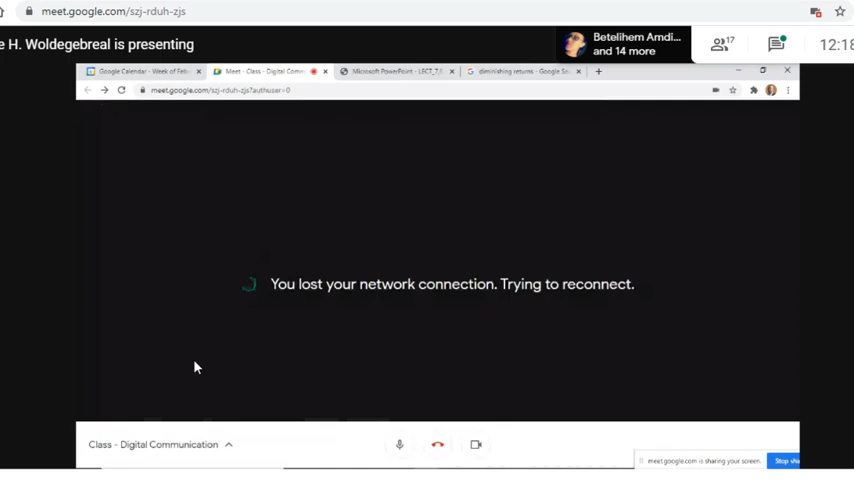 meet.google.com/szj-rduh-zjs
e H. Woldegebreal is presenting
Betelihem Amdi...
and 14 more
17
12:18
Google Calendar - Week of Feb
Meet - Class - Digital Comm
Microsoft PowerPoint - LECT_7,
diminishing returns - Google Se
meet.google.com/szj-rduh-zjs?authuser=0
You lost your network connection. Trying to reconnect.
Class - Digital Communication
meet.google.com is sharing your screen.
Stop sha